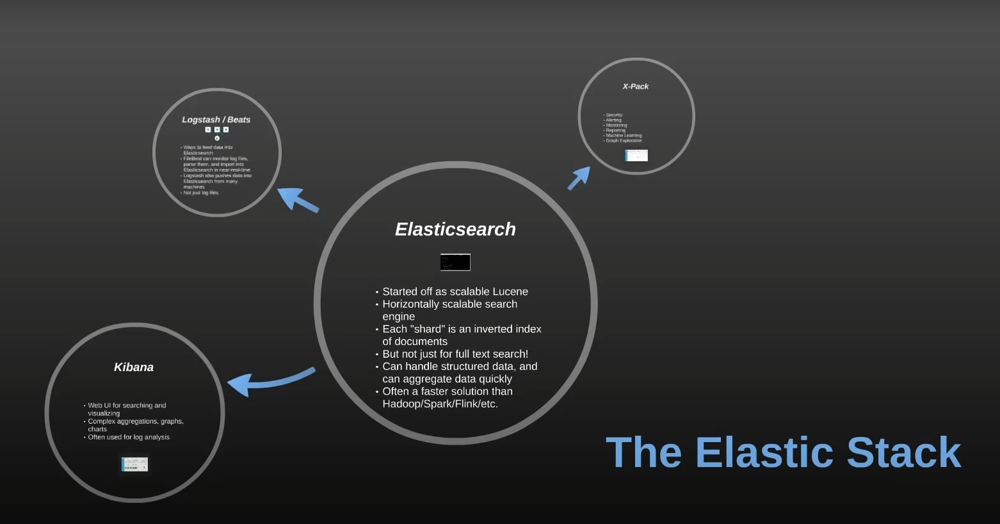 X-Pack
• Security
• Alerting
• Monitoring
• Reporting
• Machine Learning
• Graph Exploration
Logstash / Beats
• Ways to feed data into
Elasticsearch
• FileBeat can monitor log files,
parse them, and import into
Elasticsearch in near-real-time
• Logstash also pushes data into
Elasticsearch from many
machines
• Not just log files
Elasticsearch
• Started off as scalable Lucene
• Horizontally scalable search
engine
• Each "shard" is an inverted index
of documents
• But not just for full text search!
• Can handle structured data, and
can aggregate data quickly
• Often a faster solution than
Hadoop/Spark/Flink/etc.
Kibana
• Web UI for searching and
visualizing
• Complex aggregations, graphs,
charts
• Often used for log analysis
The Elastic Stack